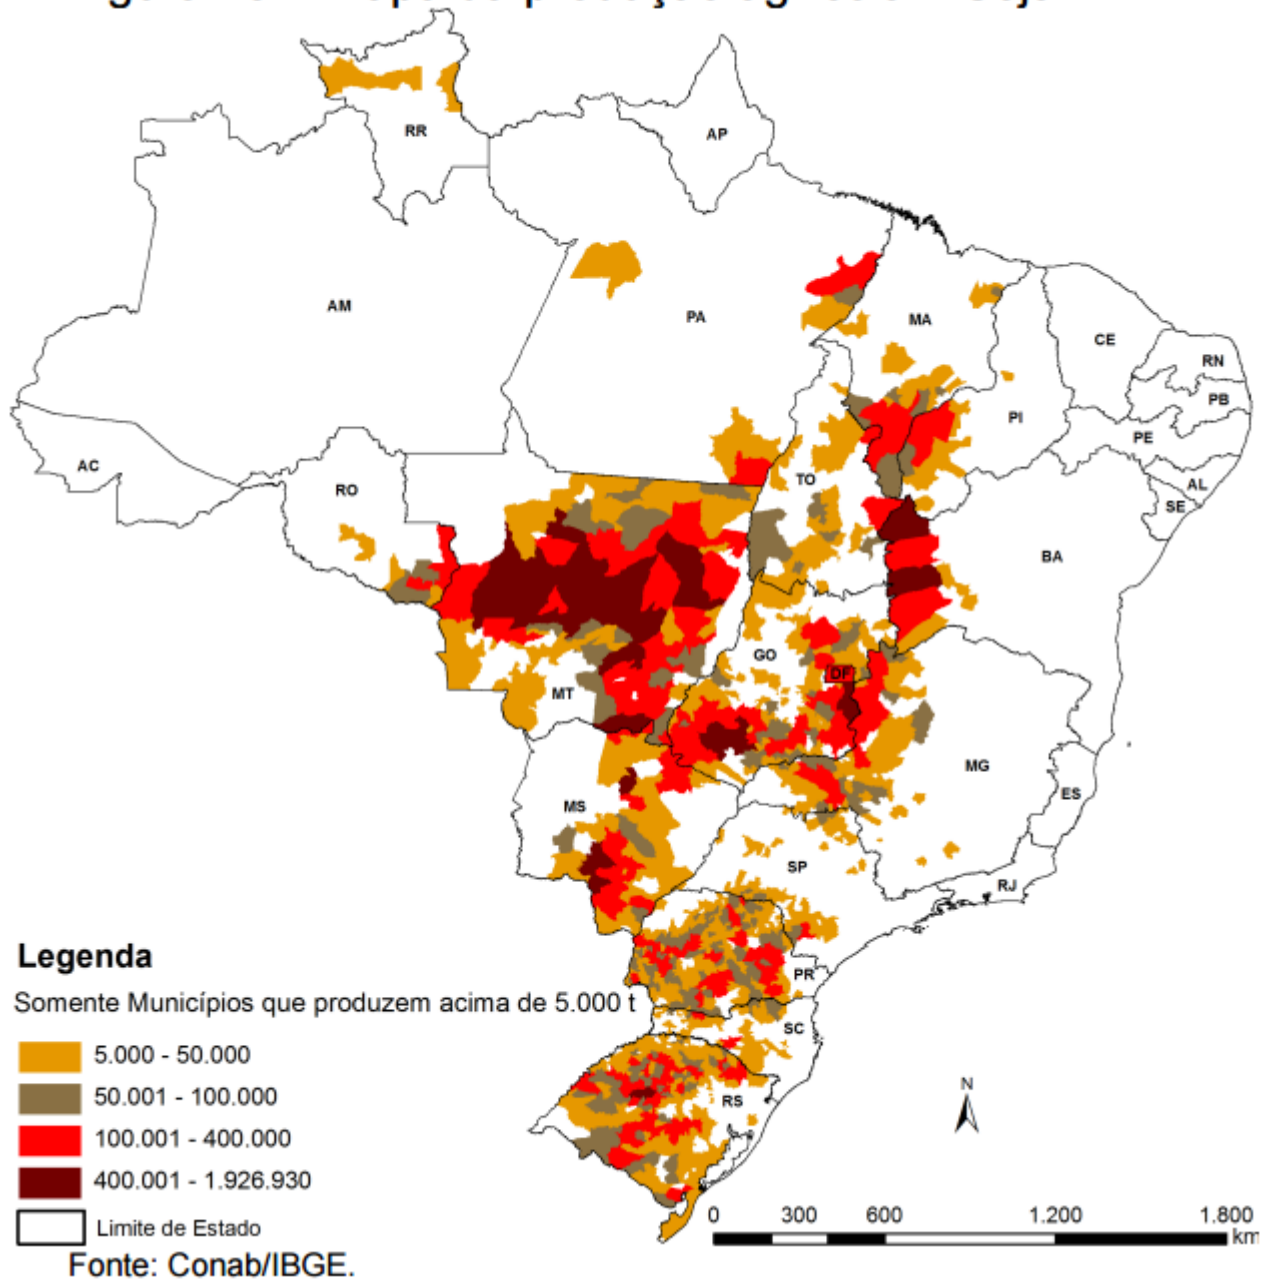 RR
AP
AM
PA
MA
CE
RN
PB
PI
PE
AC
AL
TO
RO
SE
BA
GO
DF
MT
MG
ES
MS
SP
RJ
PR
SC
RS
Legenda
Somente Municípios que produzem acima de 5.000 t
5.000 - 50.000
50.001 - 100.000
100.001 - 400.000
400.001 - 1.926.930
Limite de Estado
Fonte: Conab/IBGE.
N
0 300 600 1.200 1.800
km